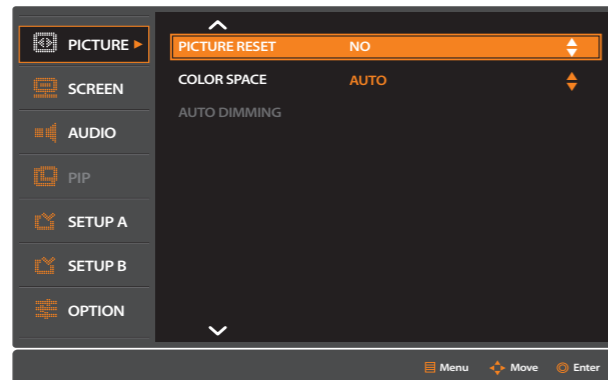 PICTURE
SCREEN
AUDIO
PIP
SETUP A
SETUP B
OPTION
PICTURE RESET NO
COLOR SPACE AUTO
AUTO DIMMING
Menu Move Enter